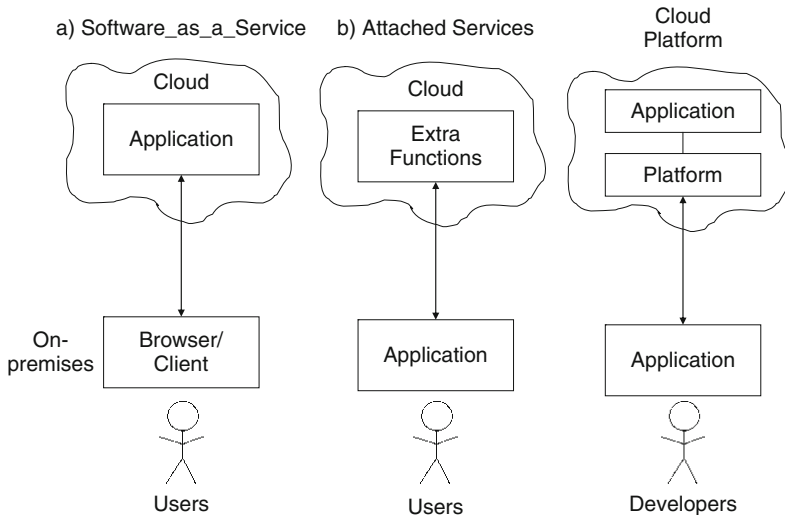 a) Software_as_a_Service
Cloud
Application
On-
premises
Browser/
Client
Users
b) Attached Services
Cloud
Extra
Functions
Application
Users
Cloud
Platform
Application
Platform
Application
Developers